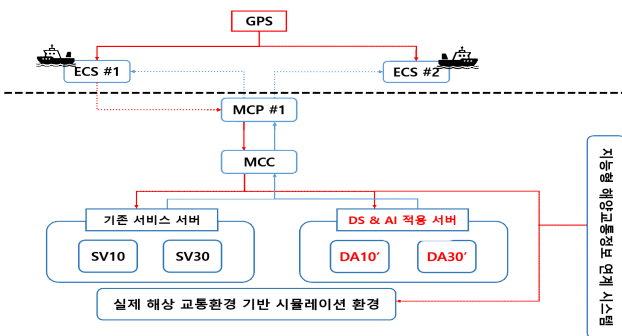 GPS
ECS #1
ECS #2
MCP #1
MCC
기존 서비스 서버
DS & AI 적용 서버
SV10
SV30
DA10′
DA30′
실제 해상 교통환경 기반 시뮬레이션 환경
지능형 해양교통정보 연계 시스템